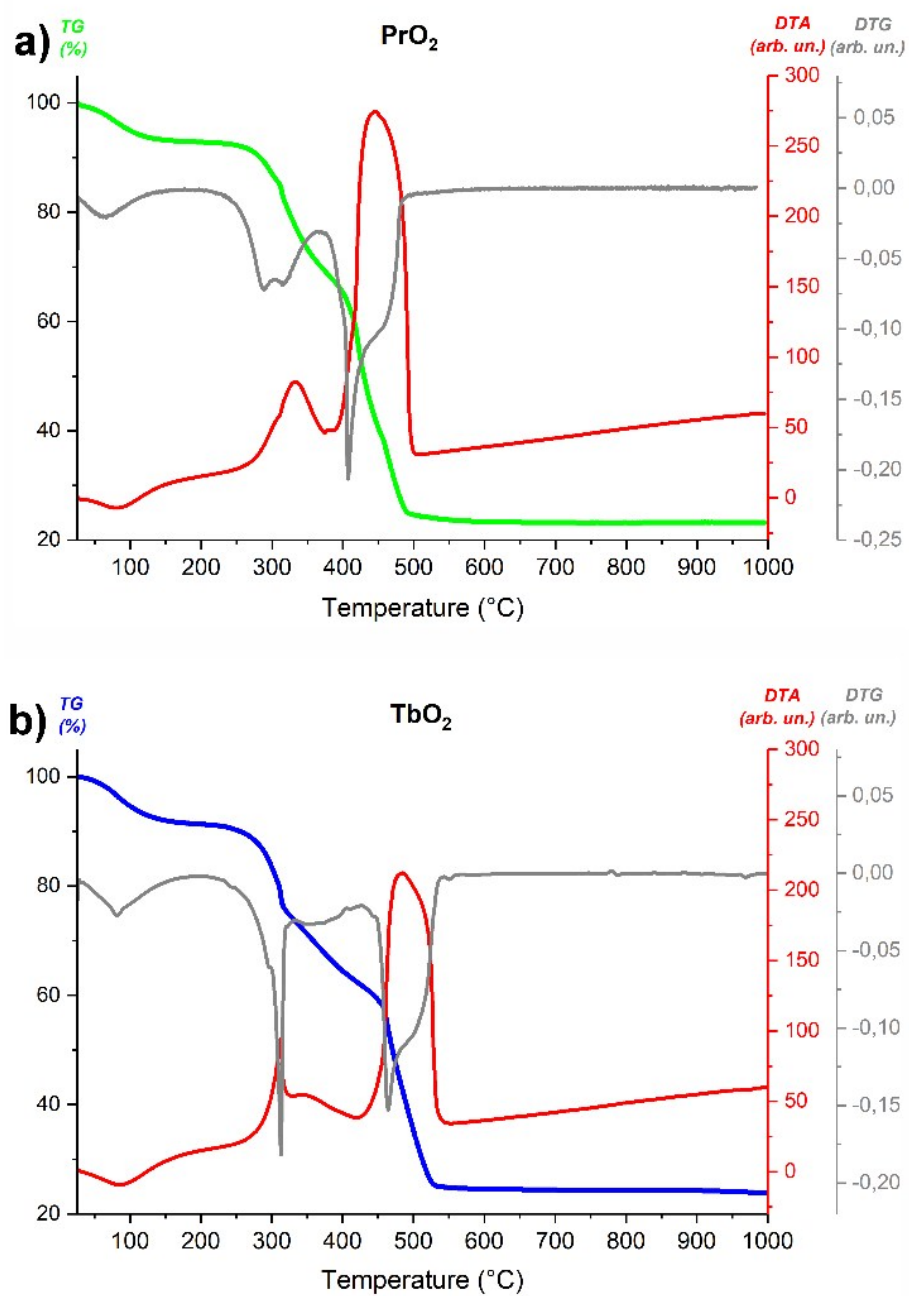 a)
TG
(%)
PrO₂
DTA
(arb. un.)
DTG
(arb. un.)
100
80
60
40
20
300
250
200
150
100
50
0
0,05
0,00
-0,05
-0,10
-0,15
-0,20
-0,25
100 200 300 400 500 600 700 800 900 1000
Temperature (°C)
b)
TG
(%)
TbO₂
DTA
(arb. un.)
DTG
(arb. un.)
100
80
60
40
20
300
250
200
150
100
50
0
0,05
0,00
-0,05
-0,10
-0,15
-0,20
100 200 300 400 500 600 700 800 900 1000
Temperature (°C)